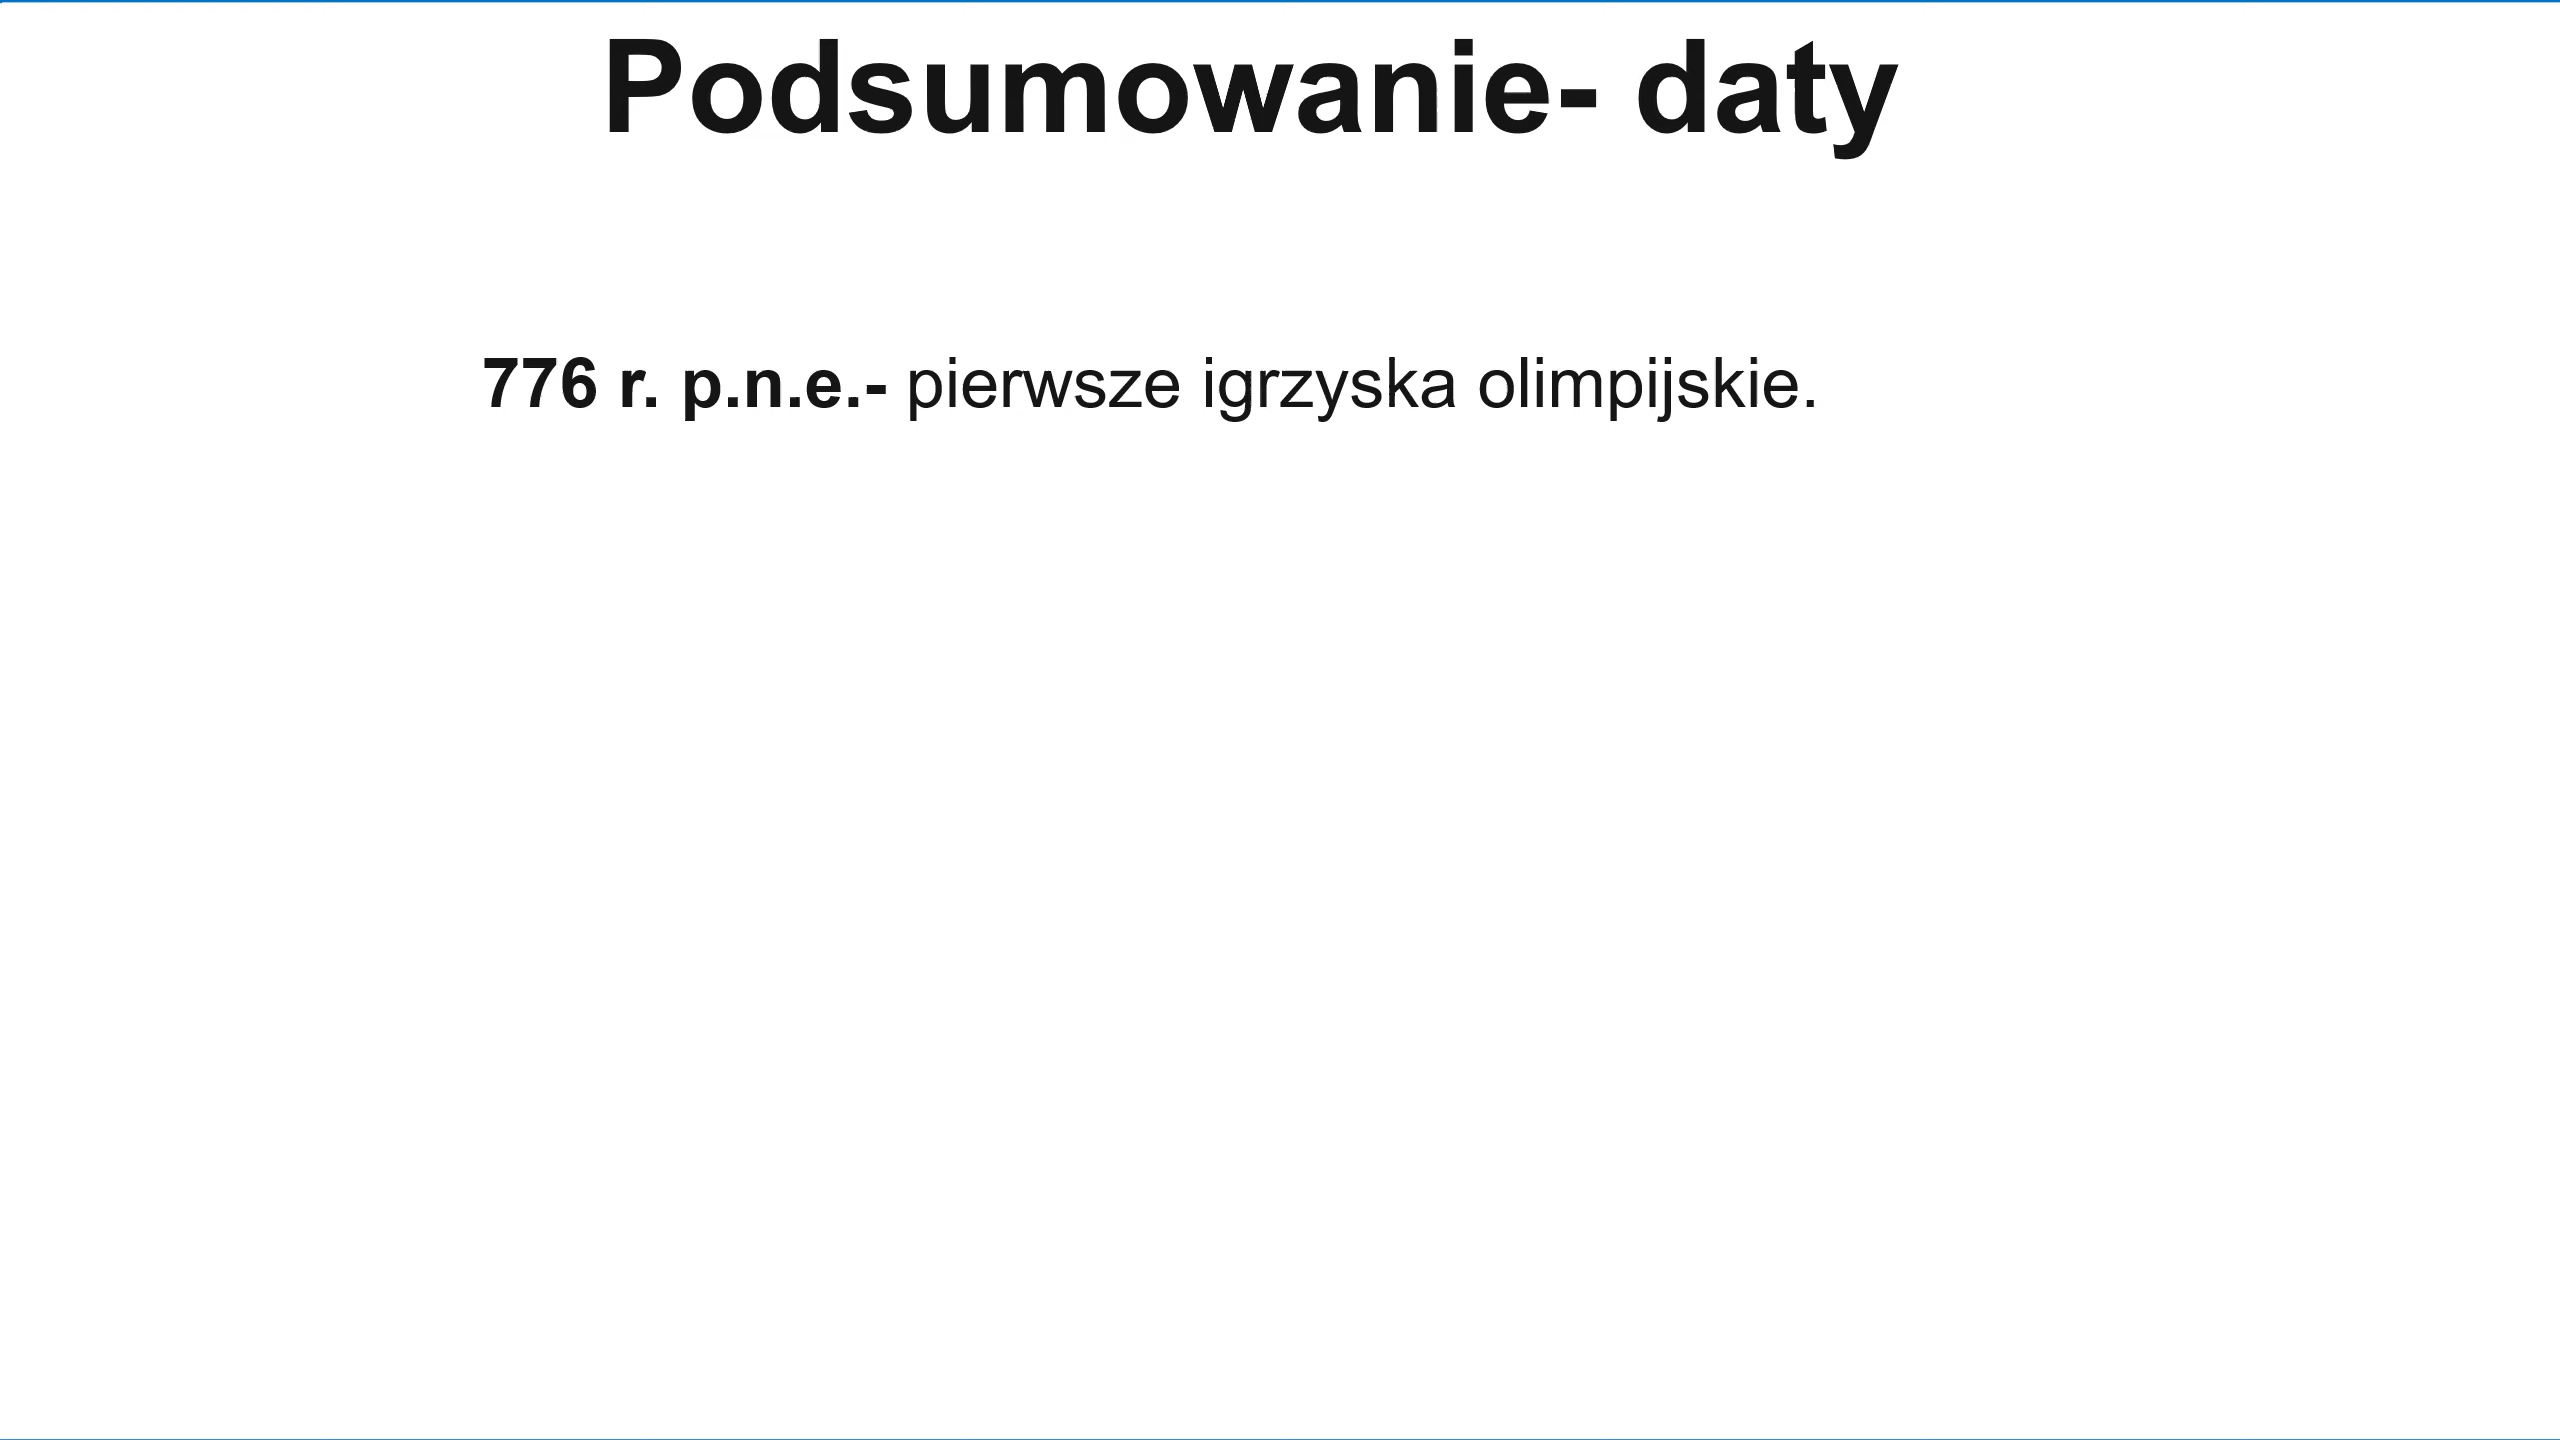 Podsumowanie- daty
776 r. p.n.e.- pierwsze igrzyska olimpijskie.